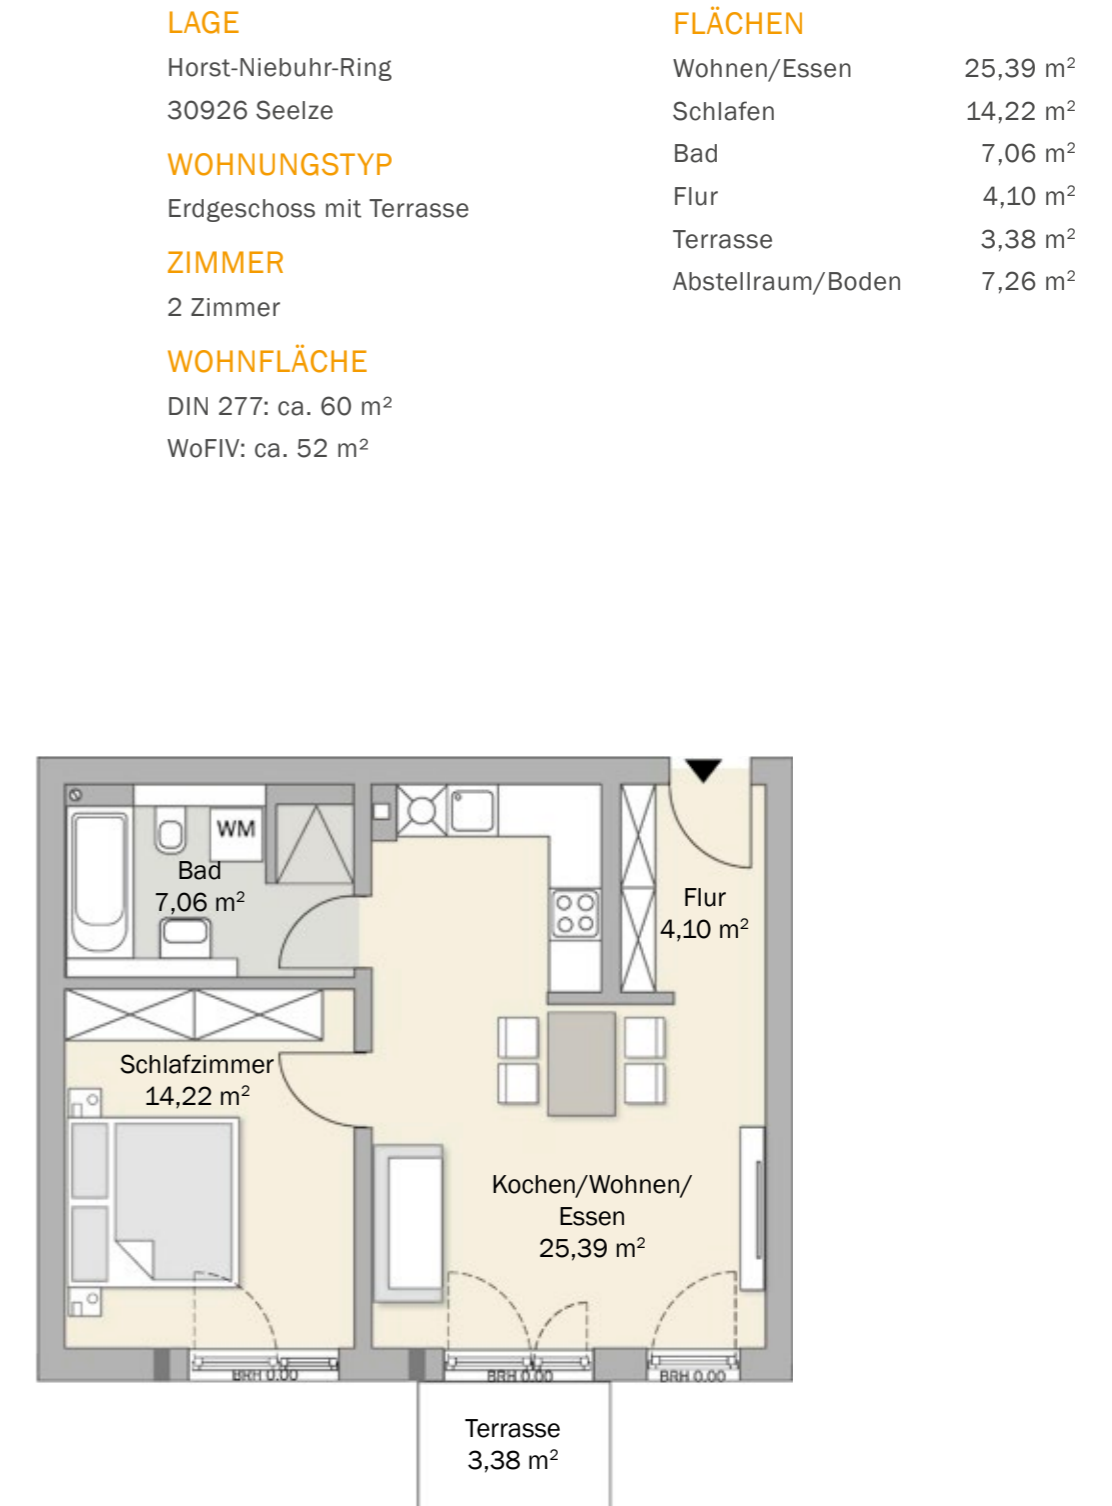 LAGE
Horst-Niebuhr-Ring
30926 Seelze
WOHNUNGSTYP
Erdgeschoss mit Terrasse
ZIMMER
2 Zimmer
WOHNFLÄCHE
DIN 277: ca. 60 m²
WoFIV: ca. 52 m²
FLÄCHEN
Wohnen/Essen 25,39 m²
Schlafen 14,22 m²
Bad 7,06 m²
Flur 4,10 m²
Terrasse 3,38 m²
Abstellraum/Boden 7,26 m²
WM
Bad
7,06 m²
Flur
4,10 m²
Schlafzimmer
14,22 m²
Kochen/Wohnen/
Essen
25,39 m²
BRH 0.00
BRH 0.00
BRH 0.00
Terrasse
3,38 m²